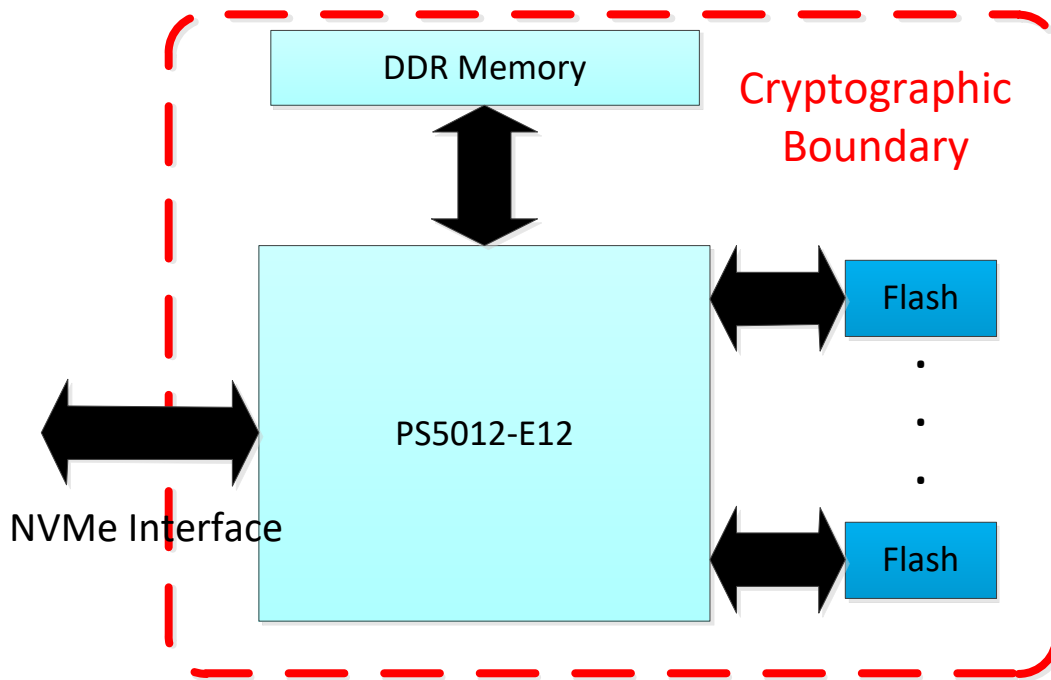 DDR Memory
Cryptographic
Boundary
Flash
PS5012-E12
.
.
.
NVMe Interface
Flash